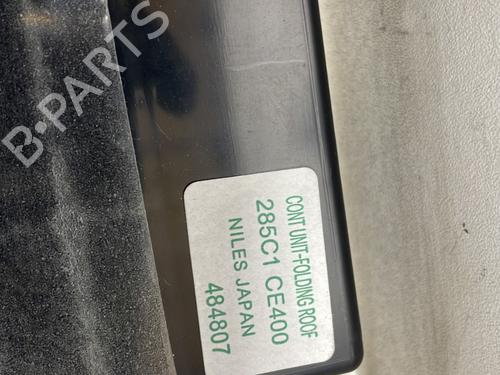 B-PARTS
CONT UNIT-FOLDING ROOF
285C1 CE400
NILES JAPAN
484807